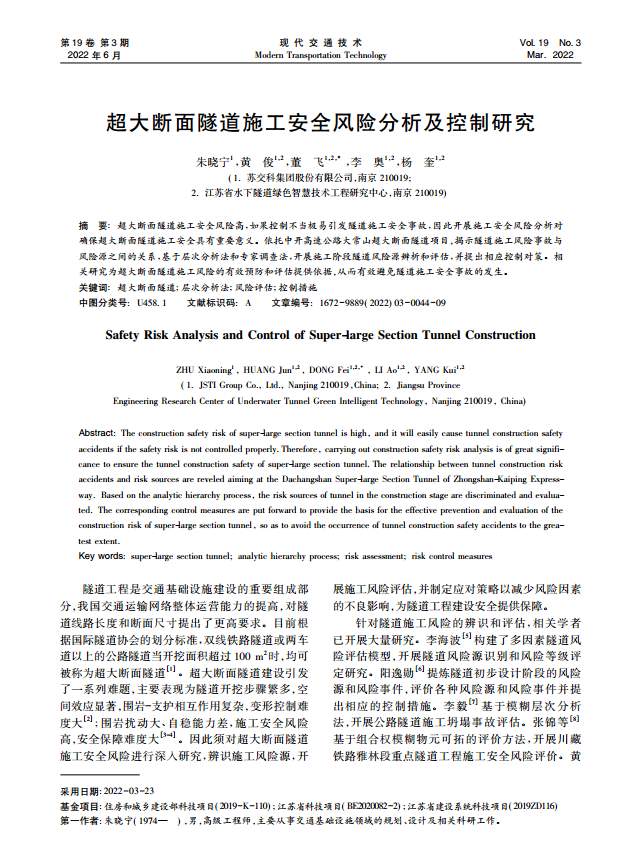 第19卷 第3期
2022年6月
现代交通技术
Modern Transportation Technology
Vol. 19 No. 3
Mar. 2022
超大断面隧道施工安全风险分析及控制研究
朱晓宁1,黄 俊1,2,董 飞1,2,*,李 奥1,2,杨 奎1,2
(1. 苏交科集团股份有限公司,南京 210019;
2. 江苏省水下隧道绿色智慧技术工程研究中心,南京 210019)
摘 要: 超大断面隧道施工安全风险高,如果控制不当极易引发隧道施工安全事故,因此开展施工安全风险分析对
确保超大断面隧道施工安全具有重要意义。依托中开高速公路大常山超大断面隧道项目,揭示隧道施工风险事故与
风险源之间的关系,基于层次分析法和专家调查法,开展施工阶段隧道风险源辨析和评估,并提出相应控制对策。相
关研究为超大断面隧道施工风险的有效预防和评估提供依据,从而有效避免隧道施工安全事故的发生。
关键词: 超大断面隧道; 层次分析法; 风险评估; 控制措施
中图分类号: U458.1 文献标识码: A 文章编号: 1672-9889(2022)03-0044-09
Safety Risk Analysis and Control of Super-large Section Tunnel Construction
ZHU Xiaoning1, HUANG Jun1,2, DONG Fei1,2,*, LI Ao1,2, YANG Kui1,2
(1. JSTI Group Co., Ltd., Nanjing 210019,China; 2. Jiangsu Province
Engineering Research Center of Underwater Tunnel Green Intelligent Technology, Nanjing 210019, China)
Abstract: The construction safety risk of super-large section tunnel is high, and it will easily cause tunnel construction safety
accidents if the safety risk is not controlled properly. Therefore, carrying out construction safety risk analysis is of great signifi-
cance to ensure the tunnel construction safety of super-large section tunnel. The relationship between tunnel construction risk
accidents and risk sources are reveled aiming at the Dachangshan Super-large Section Tunnel of Zhongshan-Kaiping Express-
way. Based on the analytic hierarchy process, the risk sources of tunnel in the construction stage are discriminated and evalua-
ted. The corresponding control measures are put forward to provide the basis for the effective prevention and evaluation of the
construction risk of super-large section tunnel, so as to avoid the occurrence of tunnel construction safety accidents to the grea-
test extent.
Key words: super-large section tunnel; analytic hierarchy process; risk assessment; risk control measures
隧道工程是交通基础设施建设的重要组成部
分,我国交通运输网络整体运营能力的提高,对隧
道线路长度和断面尺寸提出了更高要求。目前根
据国际隧道协会的划分标准,双线铁路隧道或两车
道以上的公路隧道当开挖面积超过 100 m2时,均可
被称为超大断面隧道[1]。超大断面隧道建设引发
了一系列难题,主要表现为隧道开挖步骤繁多,空
间效应显著,围岩-支护相互作用复杂,变形控制难
度大[2];围岩扰动大、自稳能力差,施工安全风险
高,安全保障难度大[3-4]。因此须对超大断面隧道
施工安全风险进行深入研究,辨识施工风险源,开
展施工风险评估,并制定应对策略以减少风险因素
的不良影响,为隧道工程建设安全提供保障。
针对隧道施工风险的辨识和评估,相关学者
已开展大量研究。李海波[5]构建了多因素隧道风
险评估模型,开展隧道风险源识别和风险等级评
定研究。阳逸勋[6]提炼隧道初步设计阶段的风险
源和风险事件,评价各种风险源和风险事件并提
出相应的控制措施。李毅[7]基于模糊层次分析
法,开展公路隧道施工坍塌事故评估。张锦等[8]
基于组合权模糊物元可拓的评价方法,开展川藏
铁路雅林段重点隧道工程施工安全风险评价。黄
采用日期:2022-03-23
基金项目:住房和城乡建设部科技项目(2019-K-110);江苏省科技项目(BE2020082-2);江苏省建设系统科技项目(2019ZD116)
第一作者:朱晓宁(1974— ),男,高级工程师,主要从事交通基础设施领域的规划、设计及相关科研工作。